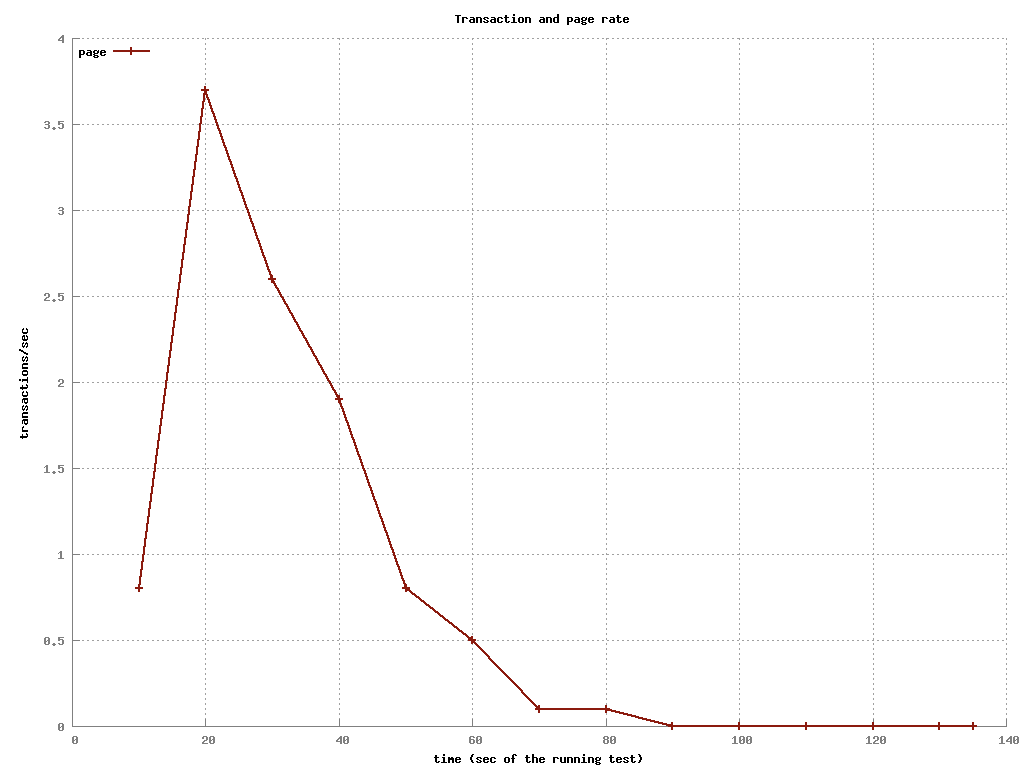 Transaction and page rate
page
4
3.5
3
2.5
2
1.5
1
0.5
0
transactions/sec
0 20 40 60 80 100 120 140
time (sec of the running test)